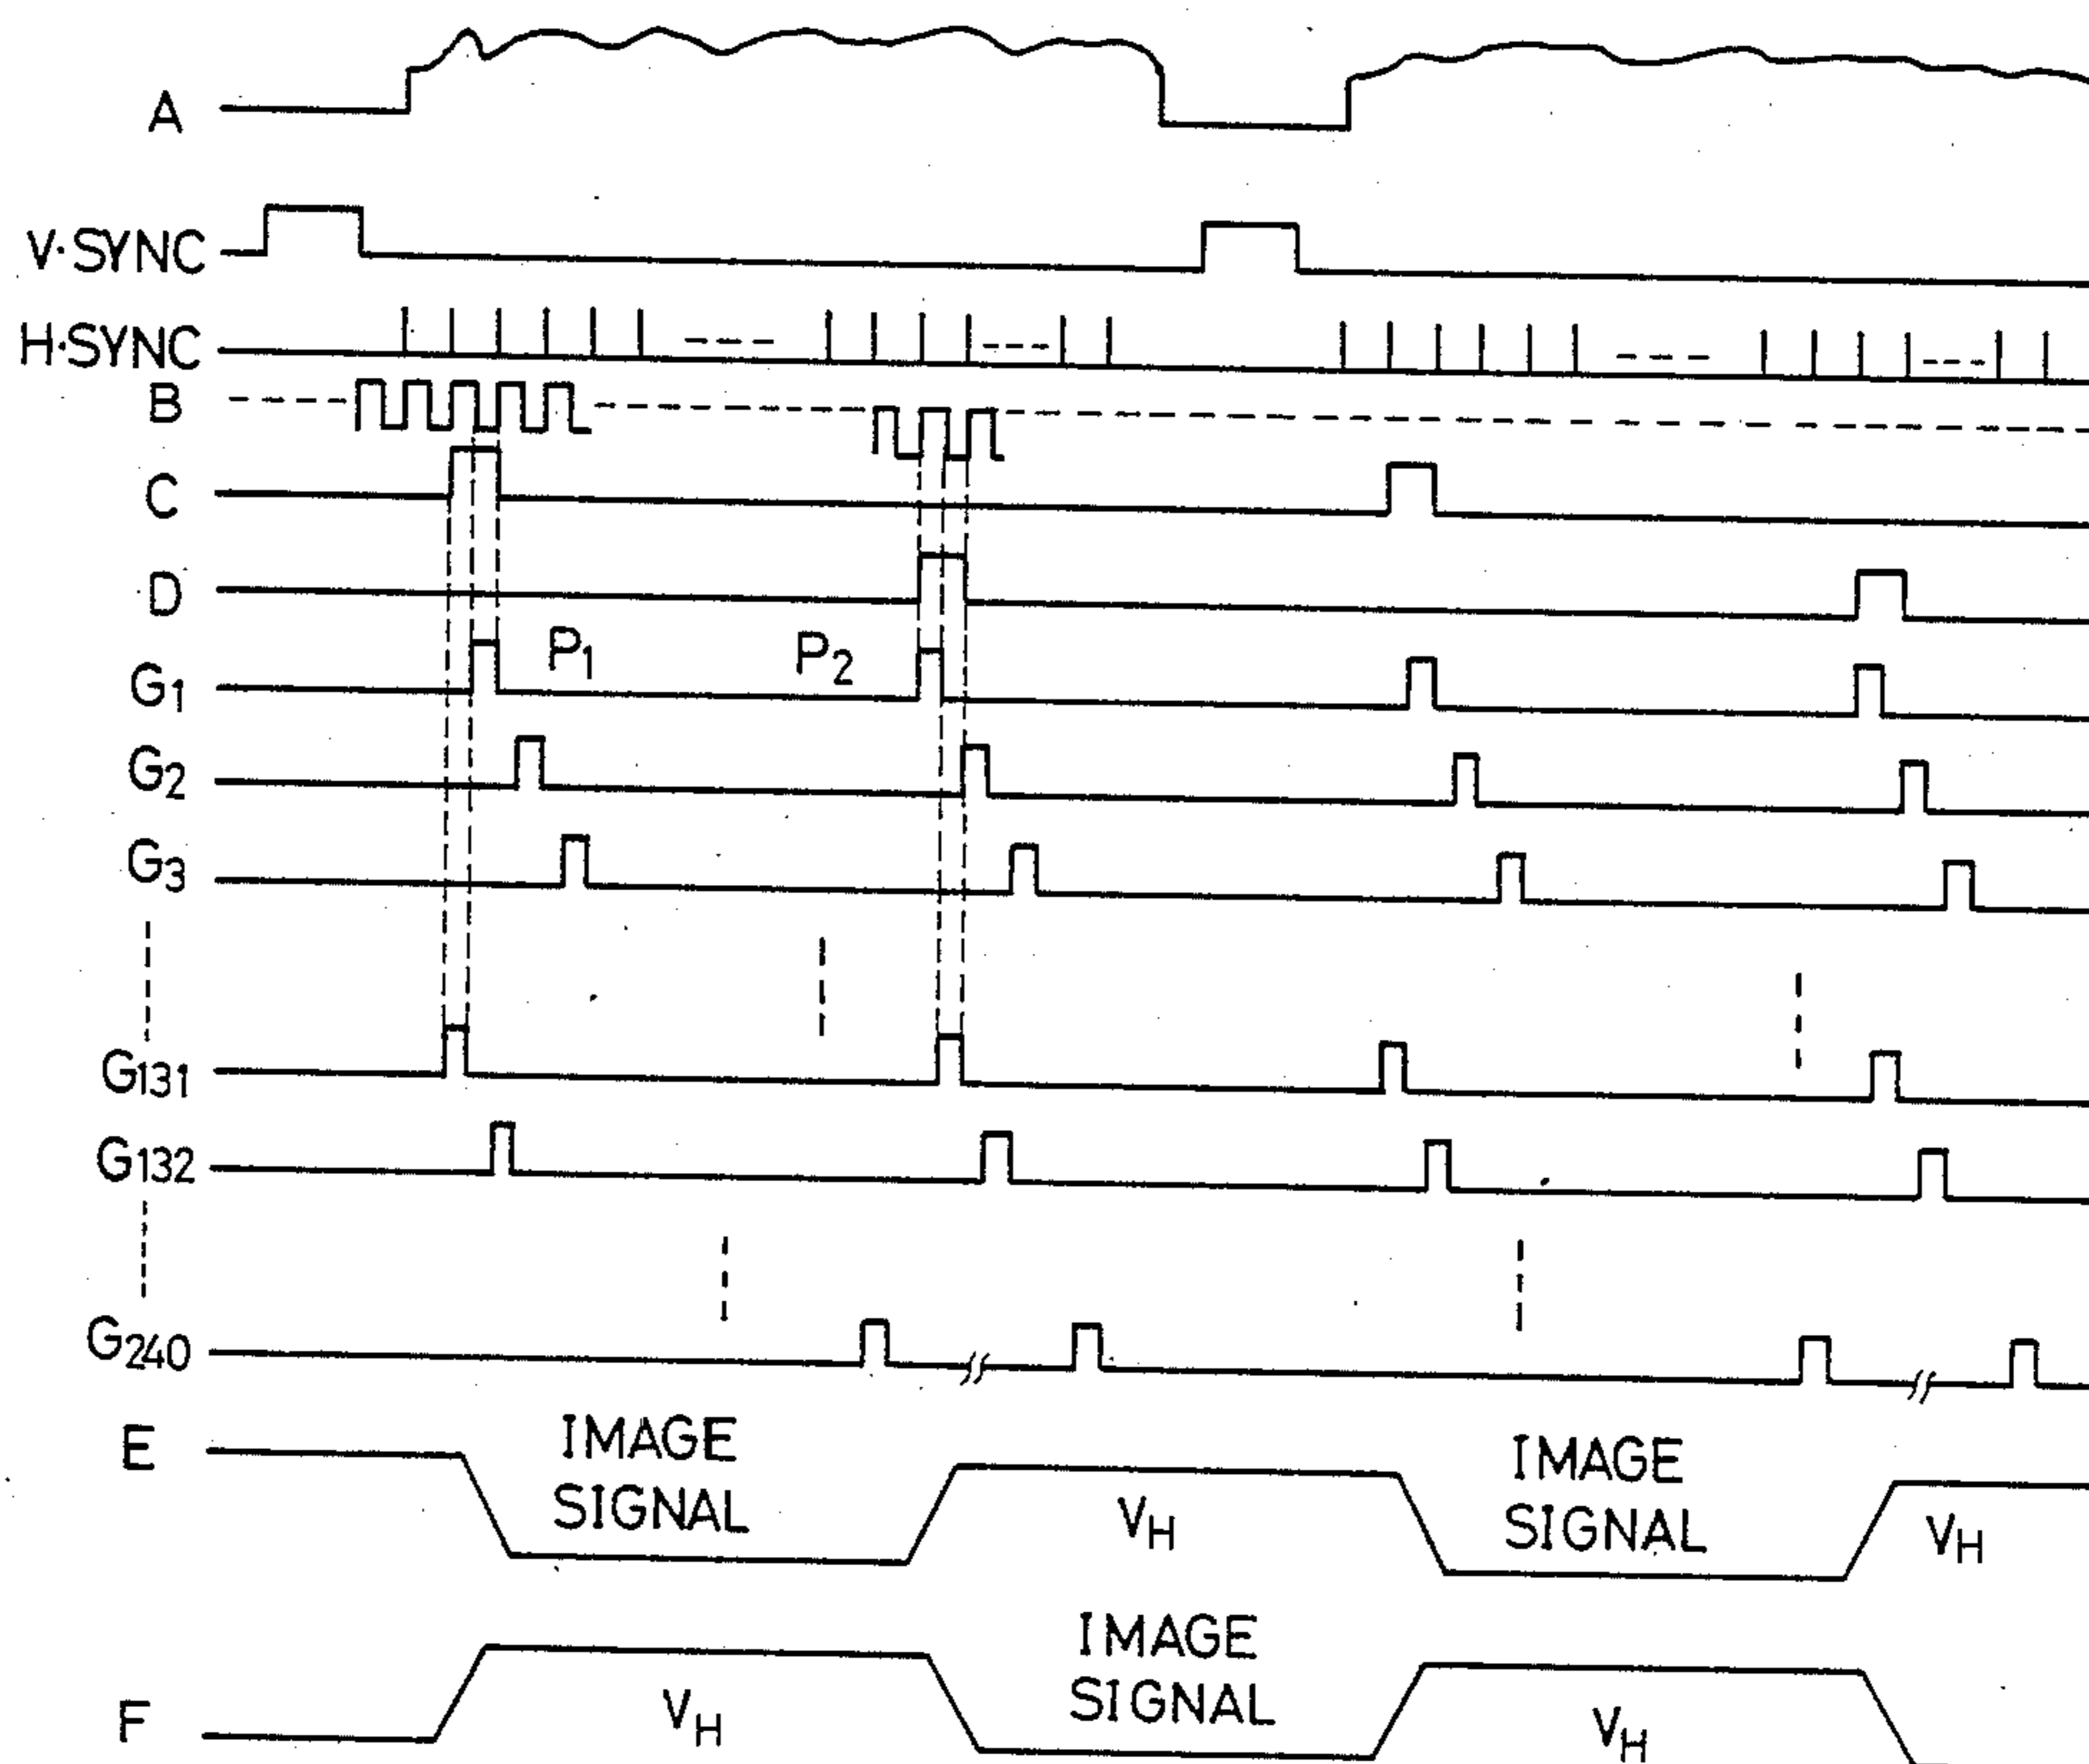 A
V·SYNC
H·SYNC
B
C
D
P1 P2
G1
G2
G3
G131
G132
G240
E
IMAGE
SIGNAL
VH
IMAGE
SIGNAL
VH
F
VH
IMAGE
SIGNAL
VH